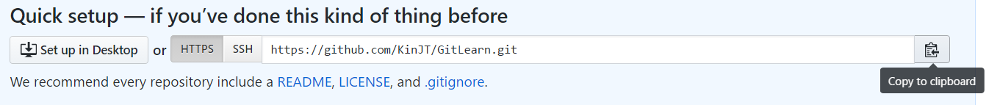 Quick setup — if you've done this kind of thing before
Set up in Desktop or HTTPS SSH https://github.com/KinJT/GitLearn.git
We recommend every repository include a README, LICENSE, and .gitignore.
Copy to clipboard